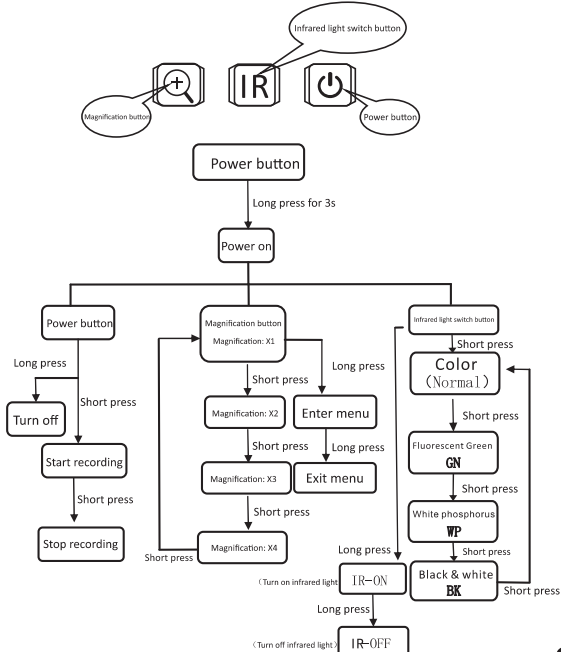 Infrared light switch button
IR
Magnification button
Power button
Power button
Long press for 3s
Power on
Power button
Long press
Short press
Turn off
Start recording
Short press
Stop recording
Magnification button
Magnification: X1
Short press
Long press
Magnification: X2
Enter menu
Short press
Long press
Magnification: X3
Exit menu
Short press
Magnification: X4
Short press
Infrared light switch button
Short press
Color
(Normal)
Short press
Fluorescent Green
GN
Short press
White phosphorus
WP
Short press
Black & white
BK
Short press
Long press
(Turn on infrared light
IR-ON
Long press
(Turn off infrared light)
IR-OFF